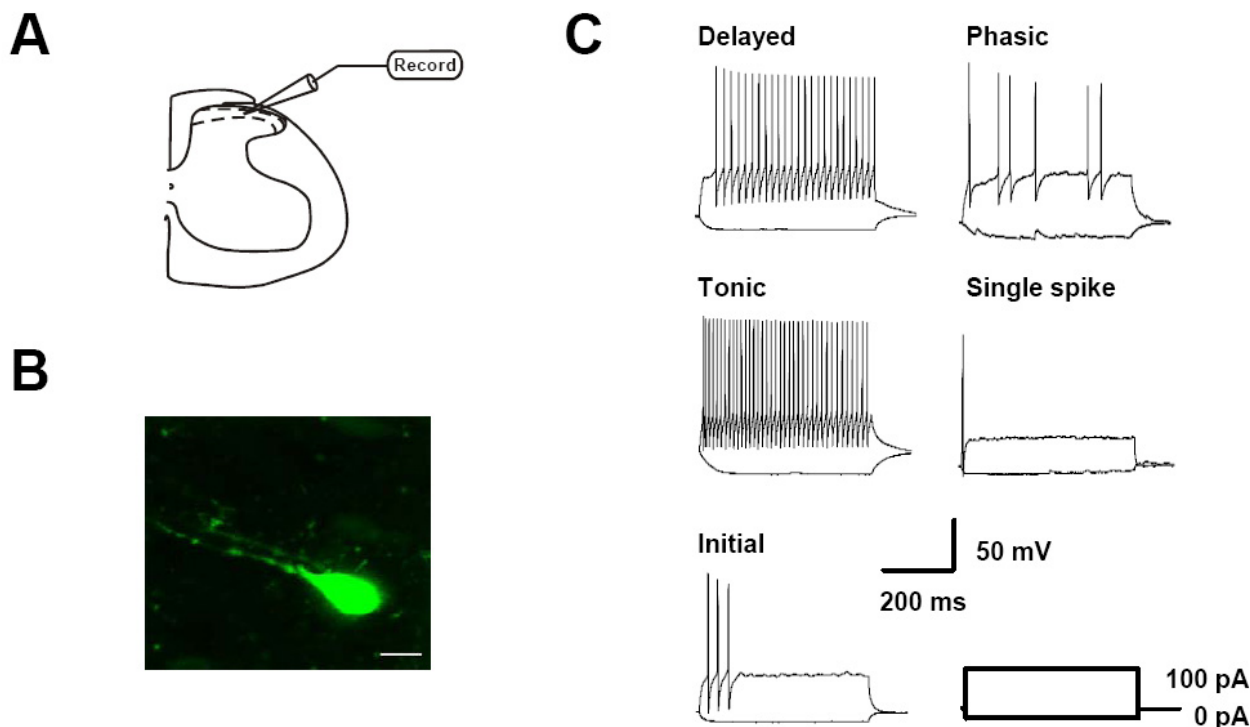 A
Record
B
C
Delayed
Phasic
Tonic
Single spike
Initial
50 mV
200 ms
100 pA
0 pA